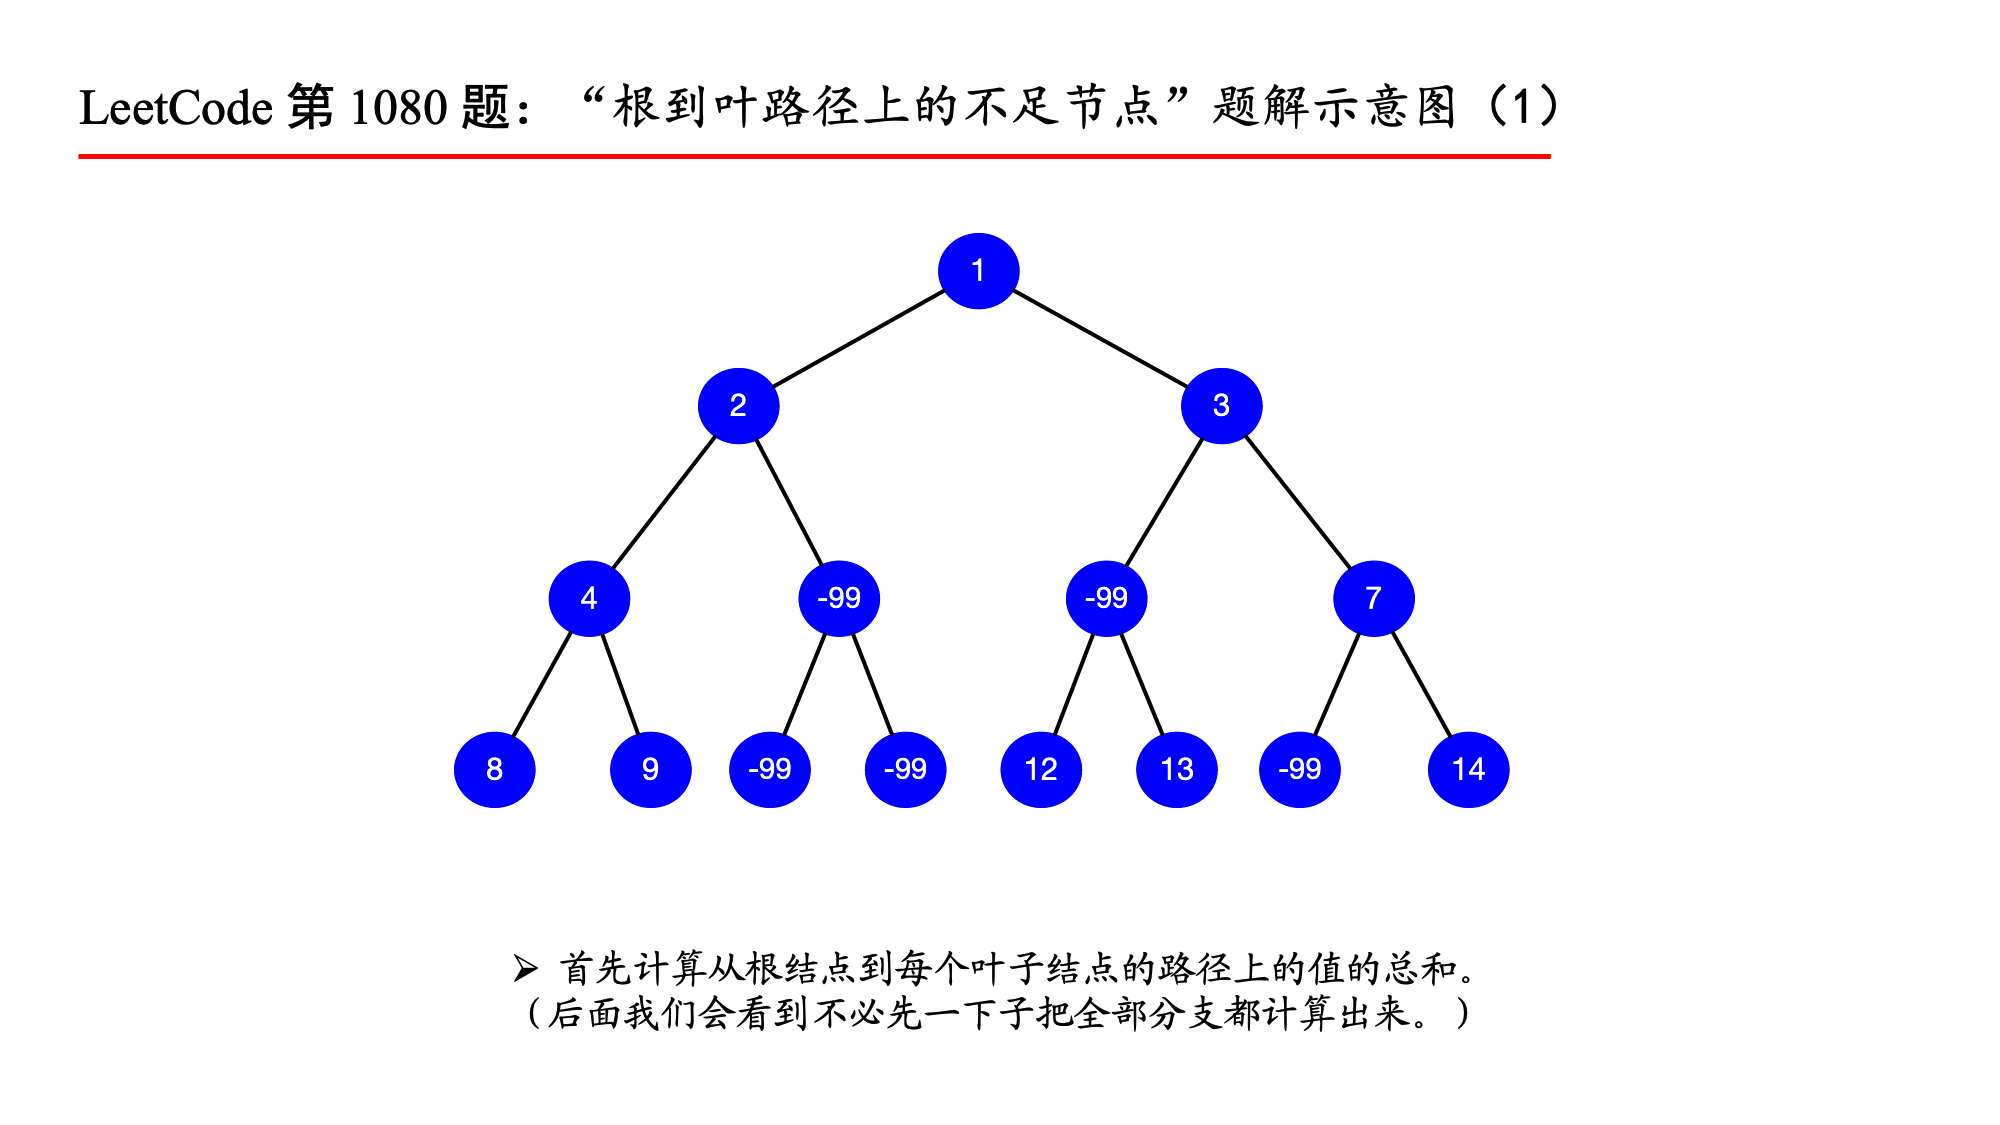 LeetCode 第 1080 题：“根到叶路径上的不足节点”题解示意图（1）
1
2 3
4 -99 -99 7
8 9 -99 -99 12 13 -99 14
➢ 首先计算从根结点到每个叶子结点的路径上的值的总和。
（后面我们会看到不必先一下子把全部分支都计算出来。）